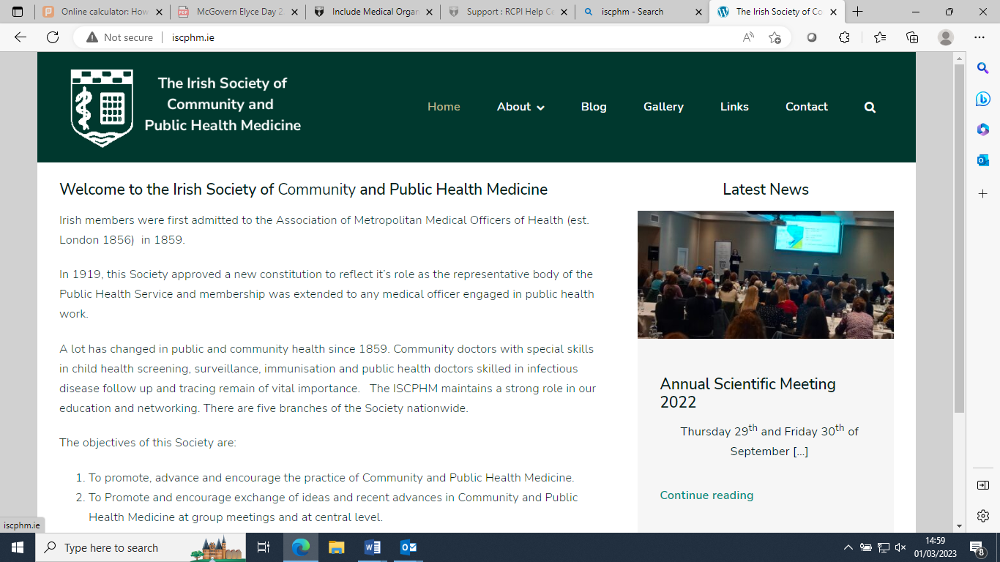 Online calculator: How
McGovern Elyce Day 2
Include Medical Organ
Support : RCPI Help Ce
iscphm - Search
The Irish Society of Co
Not secure
iscphm.ie
The Irish Society of
Community and
Public Health Medicine
Home
About
Blog
Gallery
Links
Contact
Welcome to the Irish Society of Community and Public Health Medicine
Irish members were first admitted to the Association of Metropolitan Medical Officers of Health (est.
London 1856)  in 1859.
In 1919, this Society approved a new constitution to reflect it’s role as the representative body of the
Public Health Service and membership was extended to any medical officer engaged in public health
work.
A lot has changed in public and community health since 1859. Community doctors with special skills
in child health screening, surveillance, immunisation and public health doctors skilled in infectious
disease follow up and tracing remain of vital importance.   The ISCPHM maintains a strong role in our
education and networking. There are five branches of the Society nationwide.
The objectives of this Society are:
1. To promote, advance and encourage the practice of Community and Public Health Medicine.
2. To Promote and encourage exchange of ideas and recent advances in Community and Public
Health Medicine at group meetings and at central level.
Latest News
Annual Scientific Meeting
2022
Thursday 29th and Friday 30th of
September [...]
Continue reading
iscphm.ie
Type here to search
14:59
01/03/2023
8